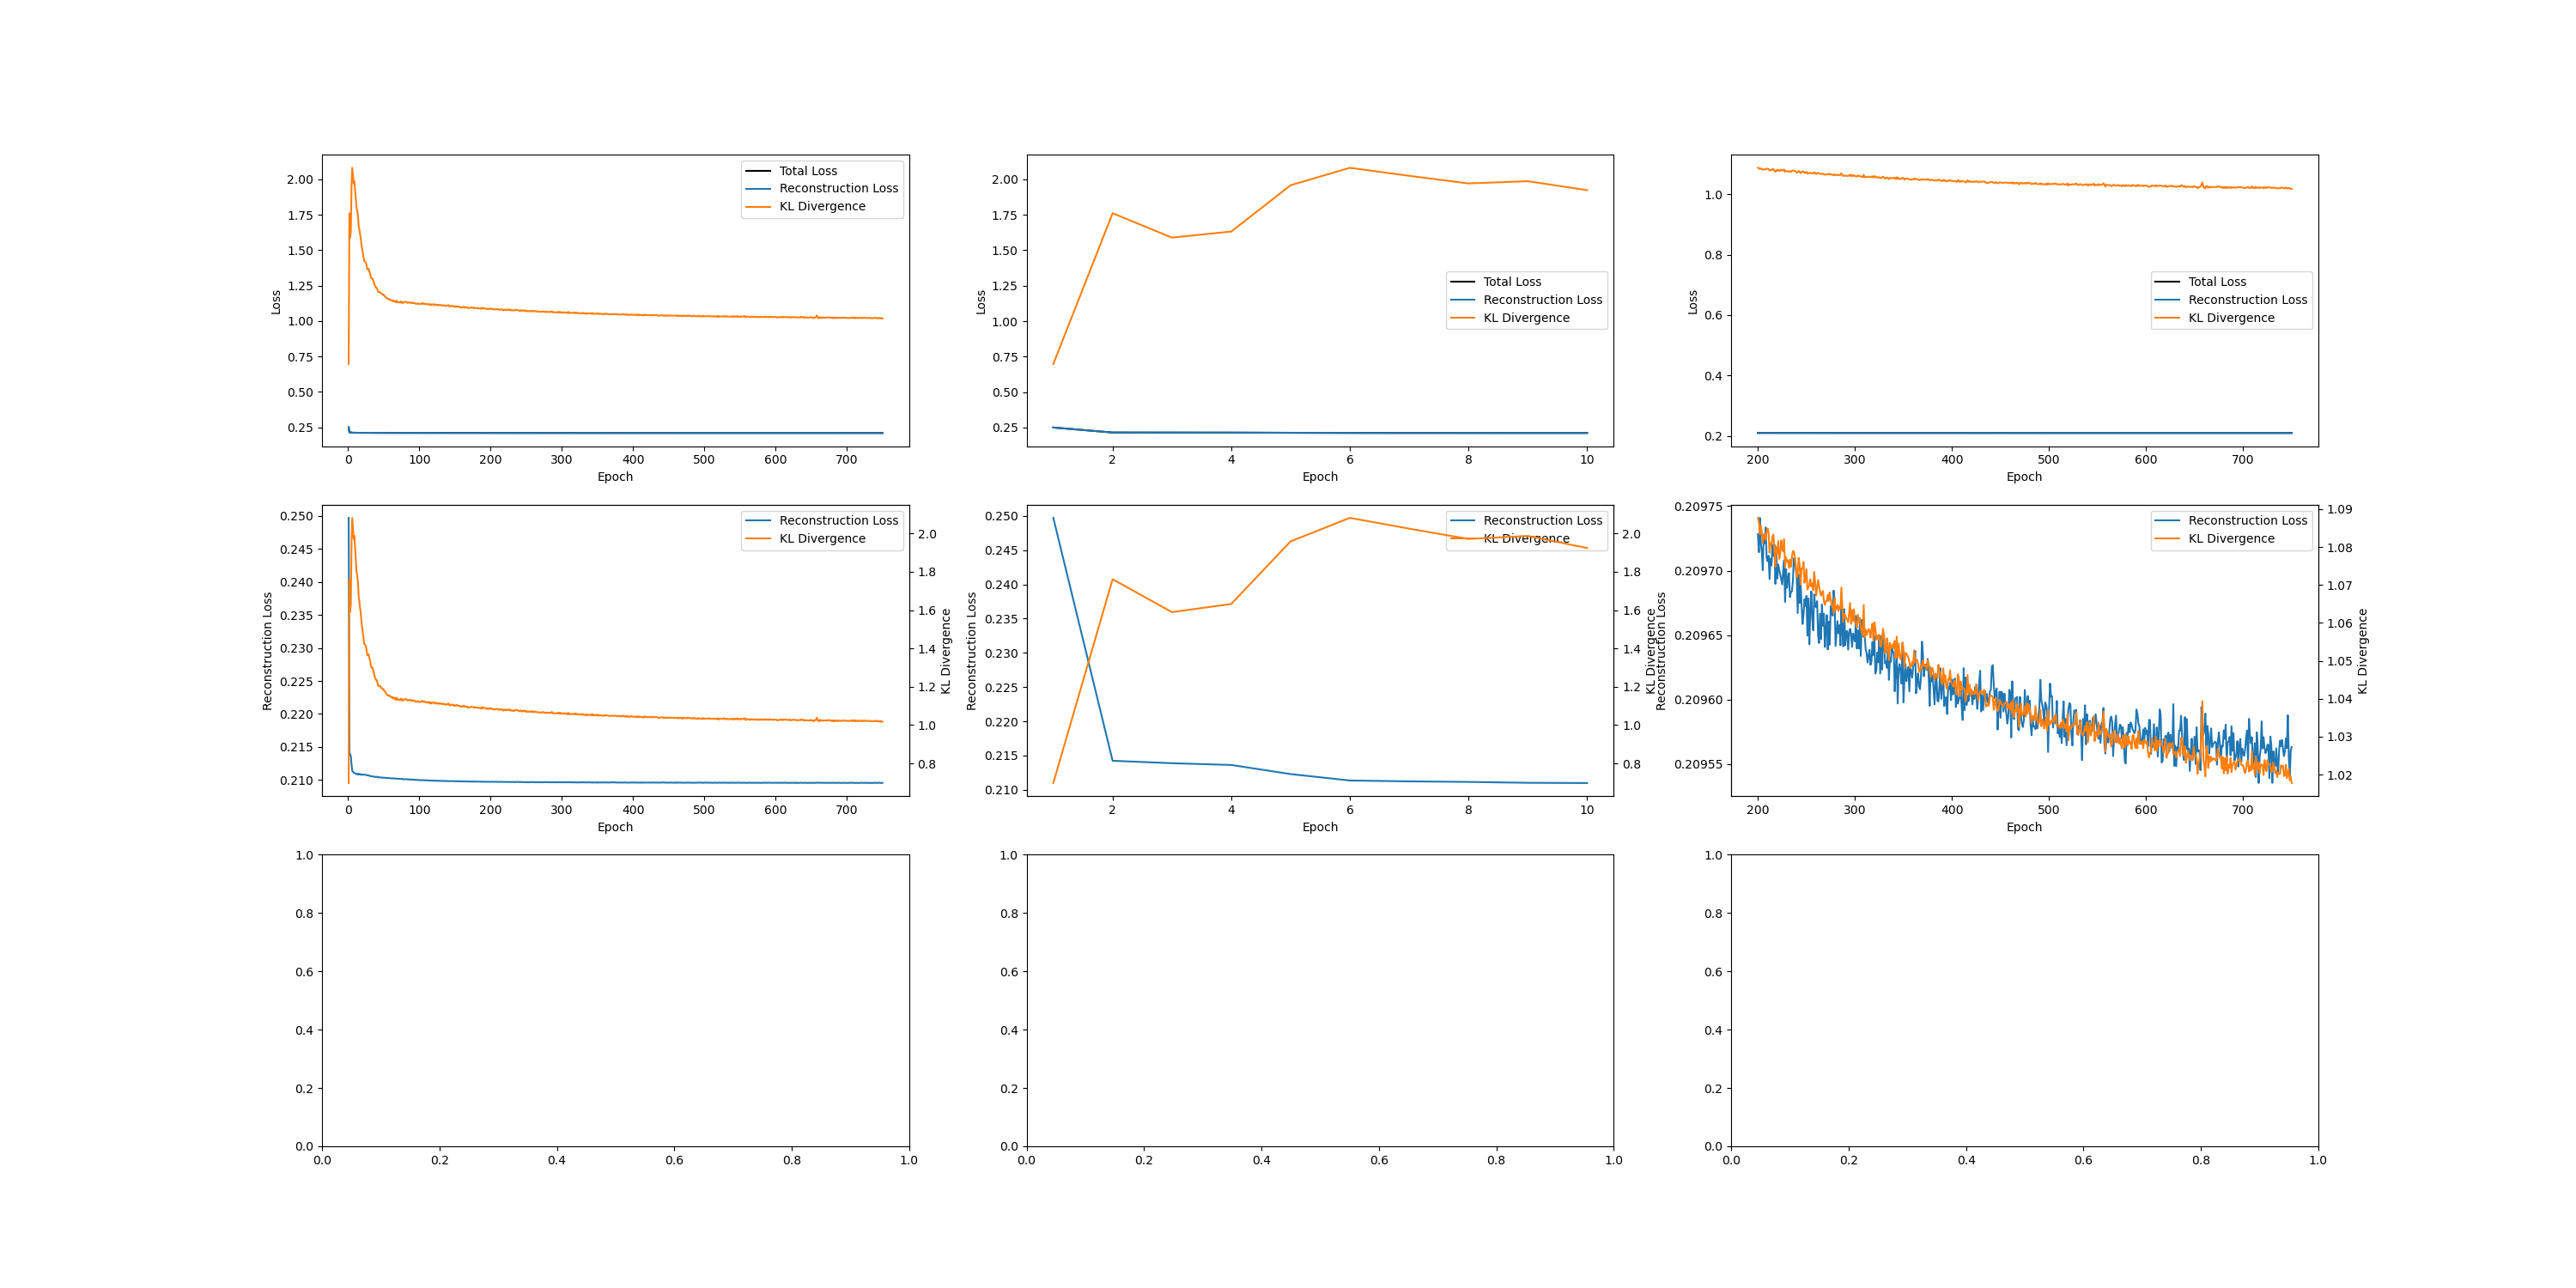 Total Loss
Reconstruction Loss
KL Divergence
2.00
1.75
1.50
1.25
1.00
0.75
0.50
0.25
Loss
0 100 200 300 400 500 600 700
Epoch
Total Loss
Reconstruction Loss
KL Divergence
2.00
1.75
1.50
1.25
1.00
0.75
0.50
0.25
Loss
2 4 6 8 10
Epoch
Total Loss
Reconstruction Loss
KL Divergence
1.0
0.8
0.6
0.4
0.2
Loss
200 300 400 500 600 700
Epoch
Reconstruction Loss
KL Divergence
0.250
0.245
0.240
0.235
0.230
0.225
0.220
0.215
0.210
Reconstruction Loss
2.0
1.8
1.6
1.4
1.2
1.0
0.8
KL Divergence
0 100 200 300 400 500 600 700
Epoch
Reconstruction Loss
KL Divergence
0.250
0.245
0.240
0.235
0.230
0.225
0.220
0.215
0.210
Reconstruction Loss
2.0
1.8
1.6
1.4
1.2
1.0
0.8
KL Divergence
2 4 6 8 10
Epoch
Reconstruction Loss
KL Divergence
0.20975
0.20970
0.20965
0.20960
0.20955
Reconstruction Loss
1.09
1.08
1.07
1.06
1.05
1.04
1.03
1.02
KL Divergence
200 300 400 500 600 700
Epoch
1.0
0.8
0.6
0.4
0.2
0.0
0.0 0.2 0.4 0.6 0.8 1.0
1.0
0.8
0.6
0.4
0.2
0.0
0.0 0.2 0.4 0.6 0.8 1.0
1.0
0.8
0.6
0.4
0.2
0.0
0.0 0.2 0.4 0.6 0.8 1.0